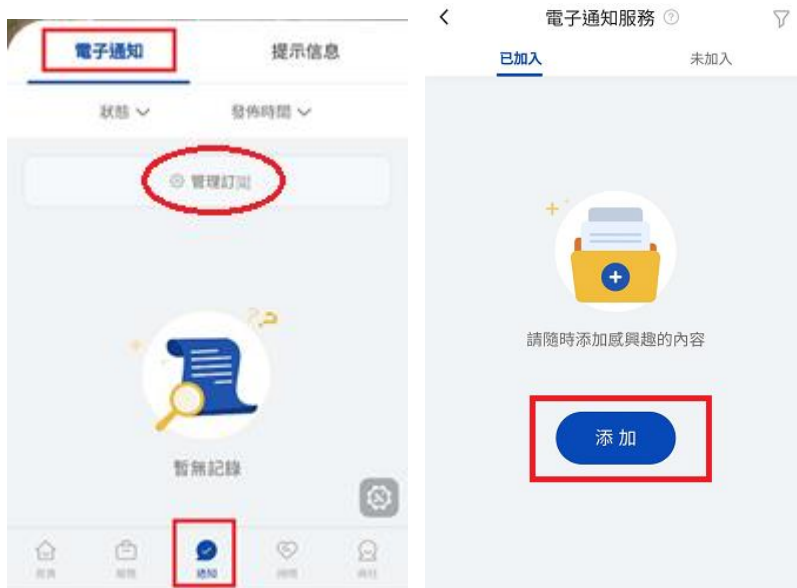 電子通知
提示信息
狀態
發佈時間
管理訂閱
暫無記錄
服務
通知
電子通知服務
已加入
未加入
請隨時添加感興趣的內容
添加